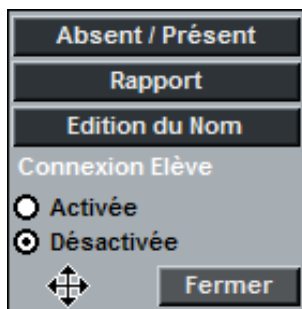 Absent / Présent
Rapport
Edition du Nom
Connexion Elève
Activée
Désactivée
Fermer